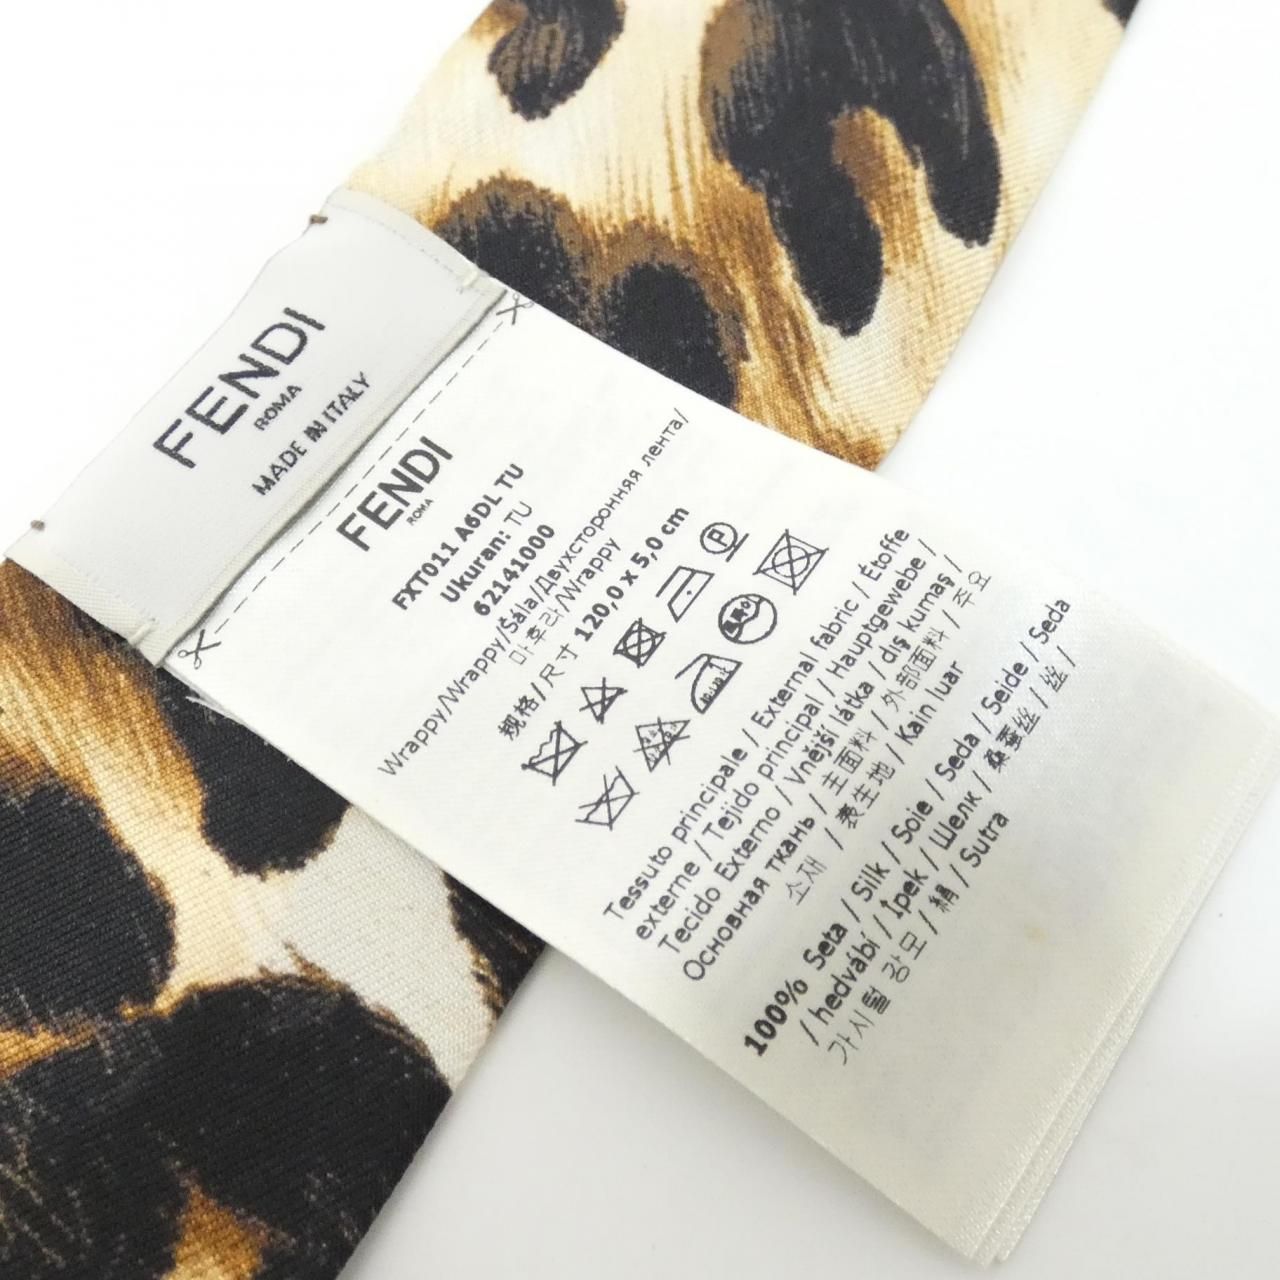 FENDI
ROMA
MADE IN ITALY
FENDI
ROMA
FXT011 A6DL TU
Ukuran: TU
62141000
Wrappy/Wrappy/Šála/Двухсторонняя лента/
마후라/Wrappy
规格/尺寸 120,0 x 5,0 cm
P
드라이
Tessuto principale / External fabric / Étoffe
externe / Tejido principal / Hauptgewebe /
Tecido Externo / Vnější látka / dış kumaş /
Основная ткань / 主面料 / 外部面料 / 주요
소재 / 表生地 / Kain luar
100% Seta / Silk / Soie / Seda / Seide / Seda
/ hedvábí / İpek / Шелк / 桑蚕丝 / 丝 /
가시털 강모 / 絹 / Sutra